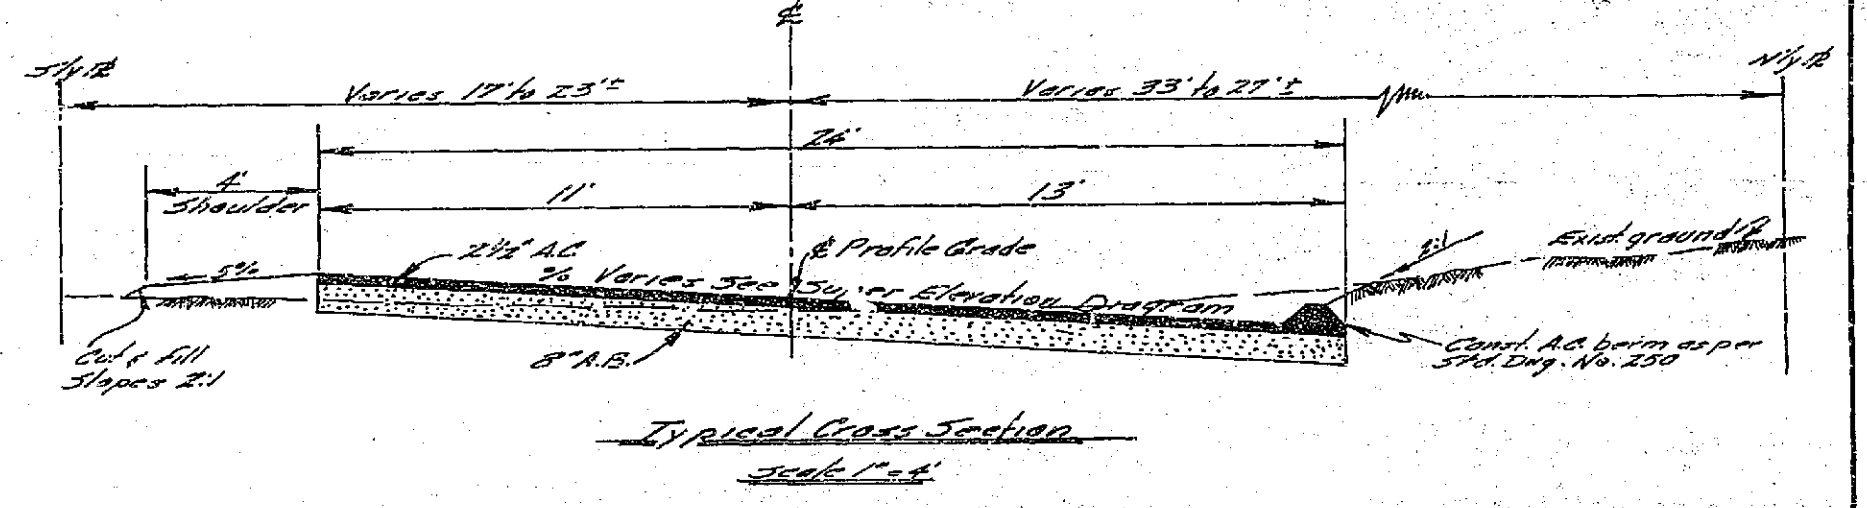 ℄
S'ly ℞
N'ly ℞
Varies 17' to 23'±
Varies 33' to 27'±
24'
4'
Shoulder
11'
13'
5%
2½" A.C.
℄ Profile Grade
% Varies See Super Elevation Diagram
2:1
Exist. ground
Cut & Fill
Slopes 2:1
8" A.B.
Const. A.C. berm as per
Std. Dwg. No. 250
Typical Cross Section
Scale 1" = 4'